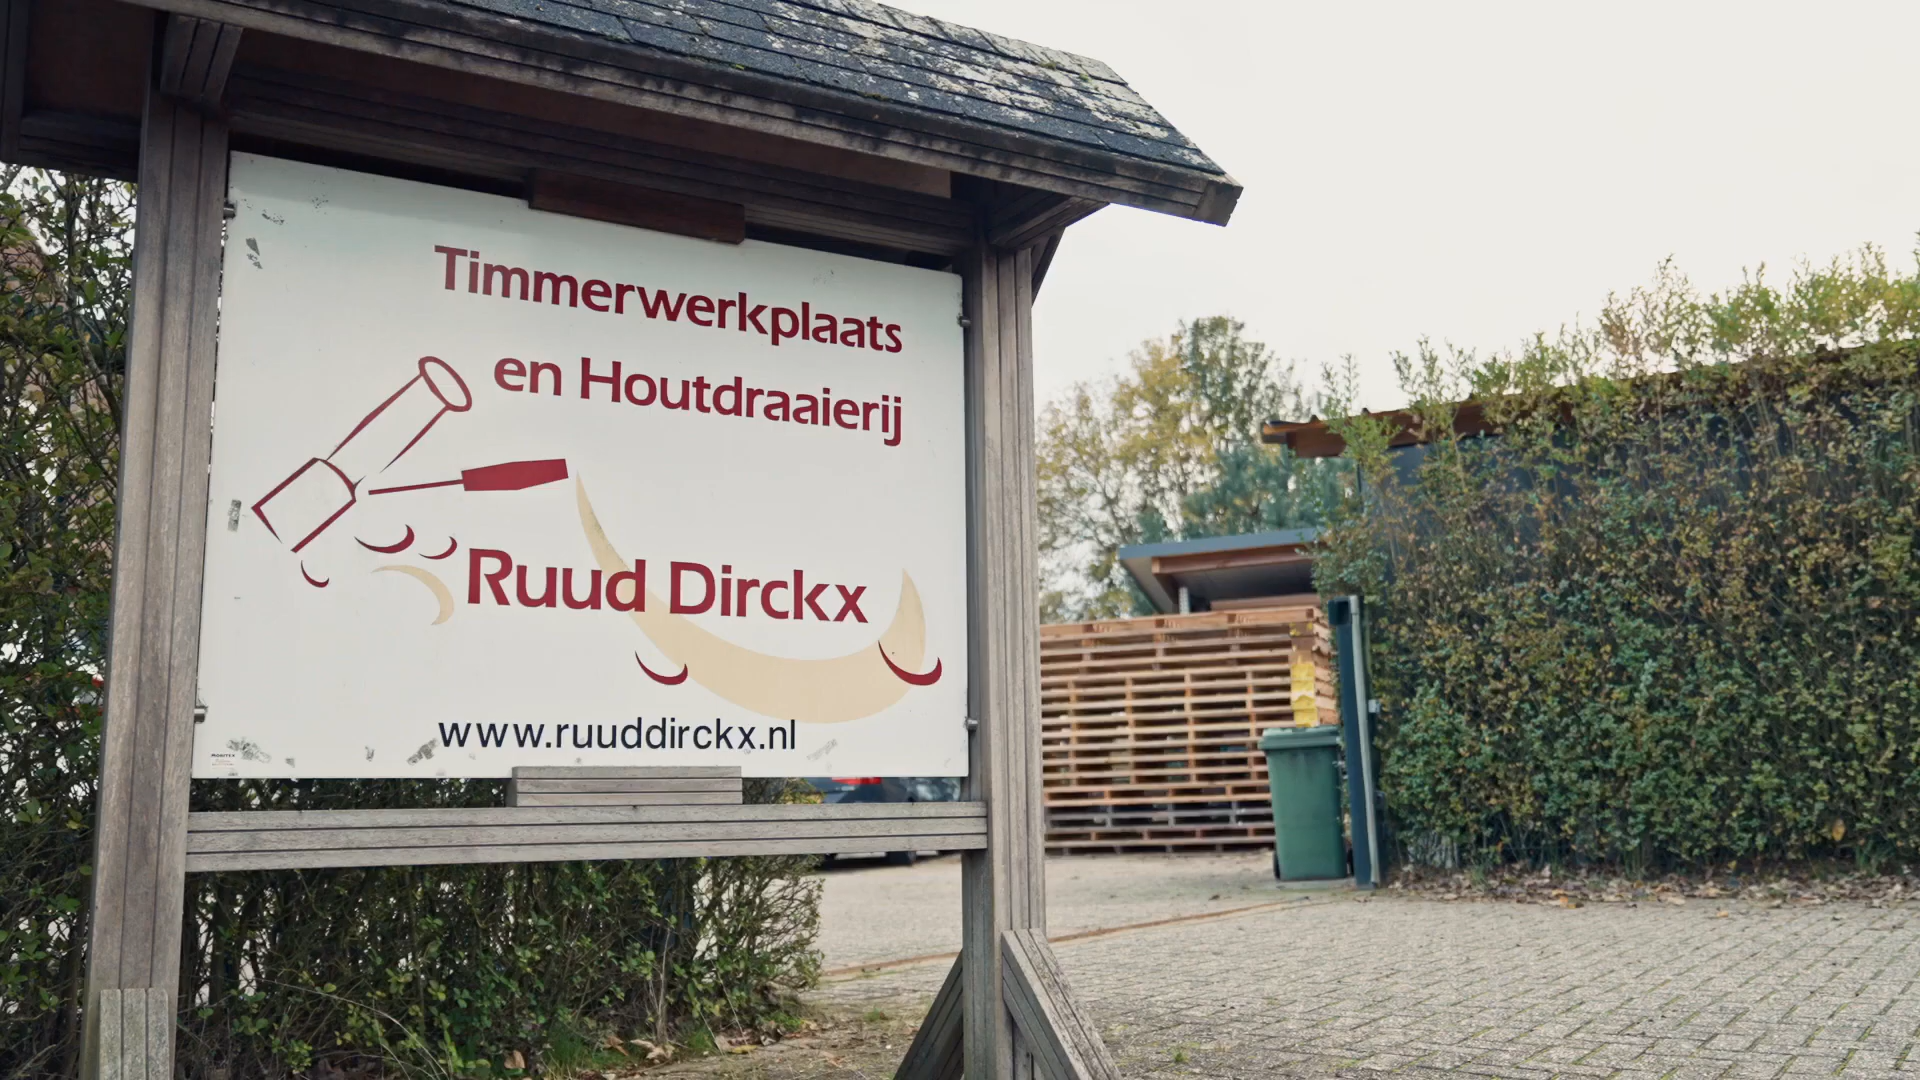 Timmerwerkplaats
en Houtdraaierij
Ruud Dirckx
www.ruuddirckx.nl